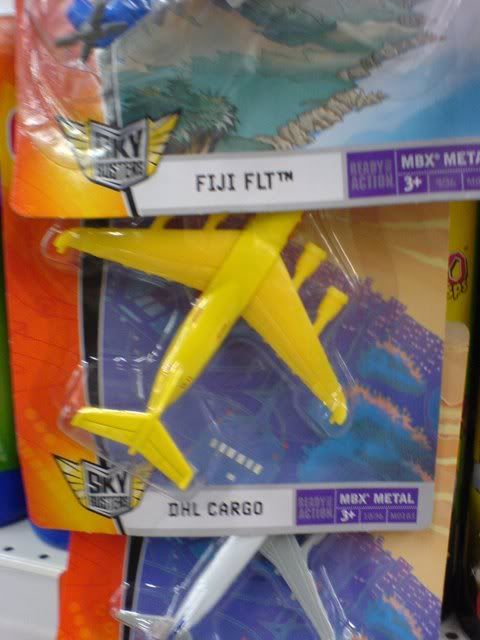 SKY
BUSTERS
FIJI FLT™
READY FOR
ACTION
MBX® META
3+
SKY
BUSTERS
DHL CARGO
READY FOR
ACTION
MBX® METAL
3+